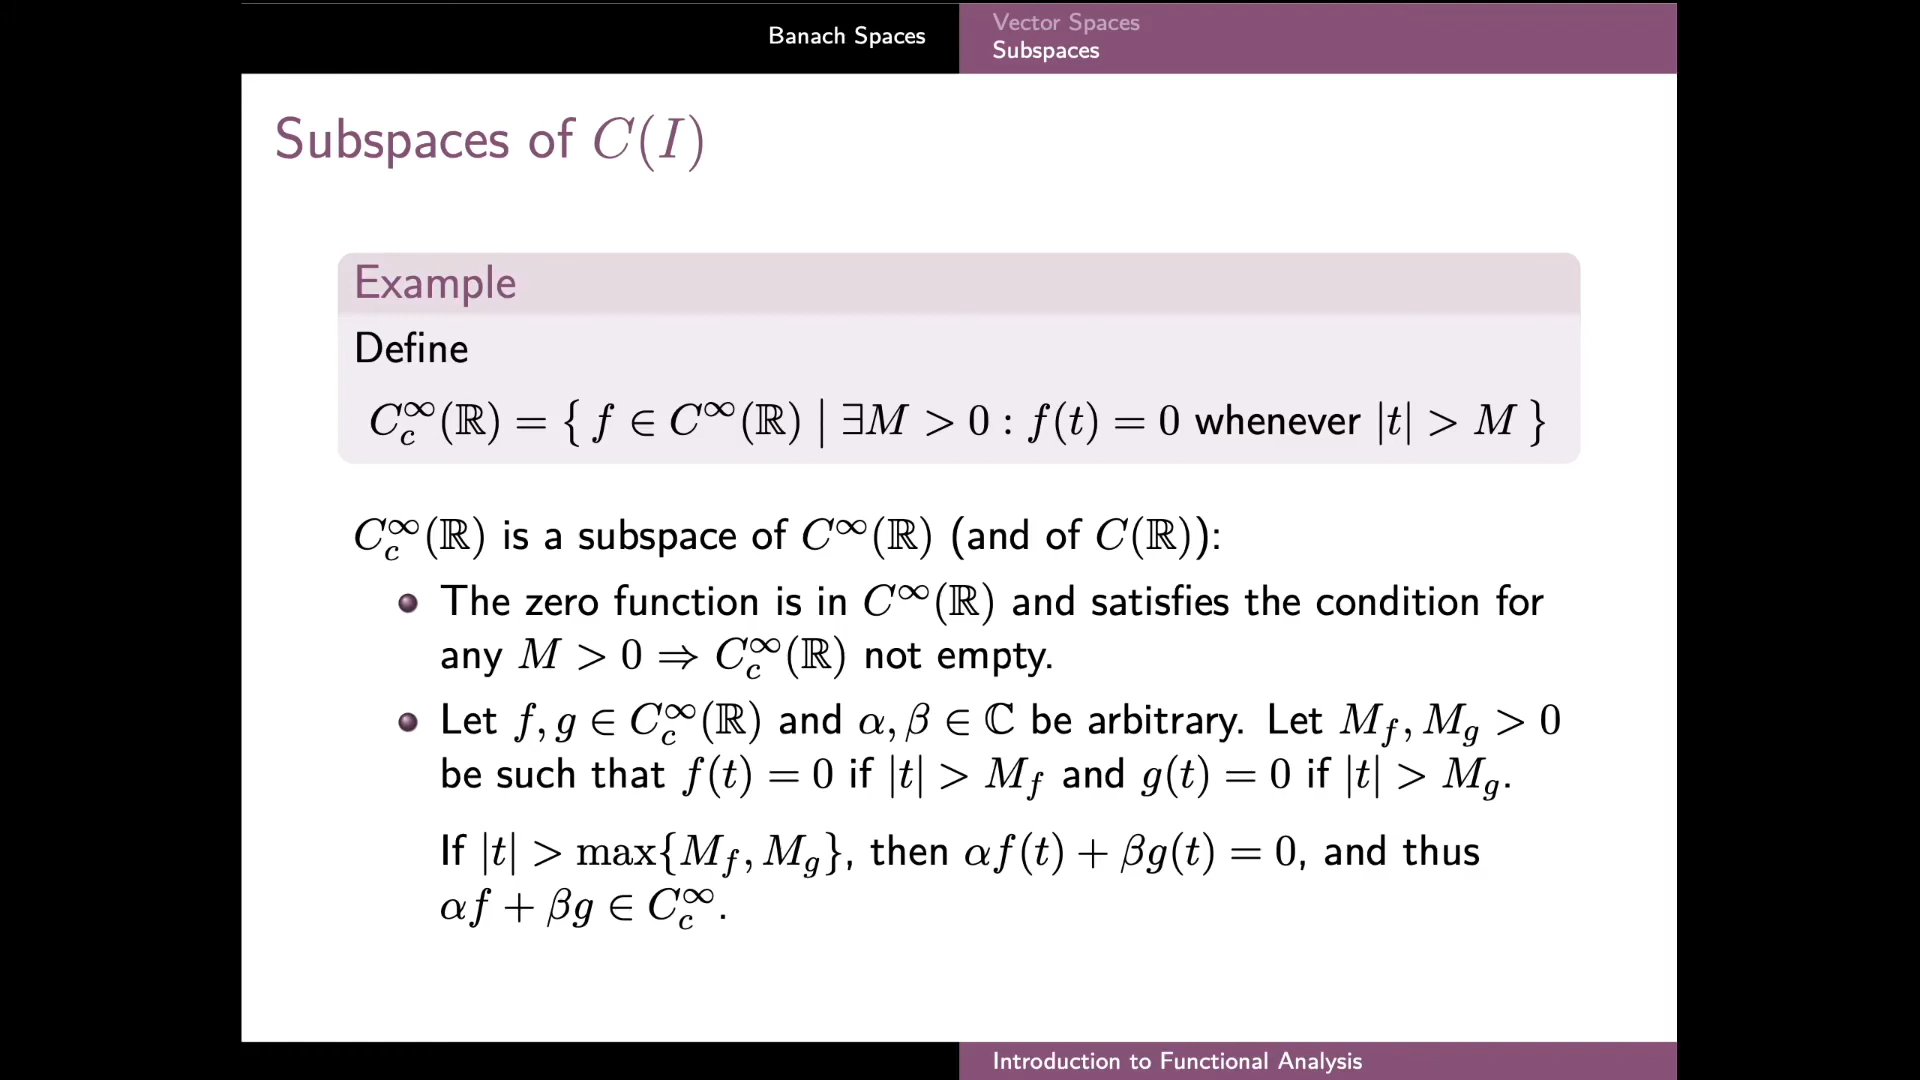 Banach Spaces
Vector Spaces
Subspaces
Subspaces of C(I)
Example
Define
C_c^∞(ℝ) = { f ∈ C^∞(ℝ) | ∃M > 0 : f(t) = 0 whenever |t| > M }
C_c^∞(ℝ) is a subspace of C^∞(ℝ) (and of C(ℝ)):
The zero function is in C^∞(ℝ) and satisfies the condition for
any M > 0 ⇒ C_c^∞(ℝ) not empty.
Let f, g ∈ C_c^∞(ℝ) and α, β ∈ ℂ be arbitrary. Let M_f, M_g > 0
be such that f(t) = 0 if |t| > M_f and g(t) = 0 if |t| > M_g.
If |t| > max{M_f, M_g}, then αf(t) + βg(t) = 0, and thus
αf + βg ∈ C_c^∞.
Introduction to Functional Analysis